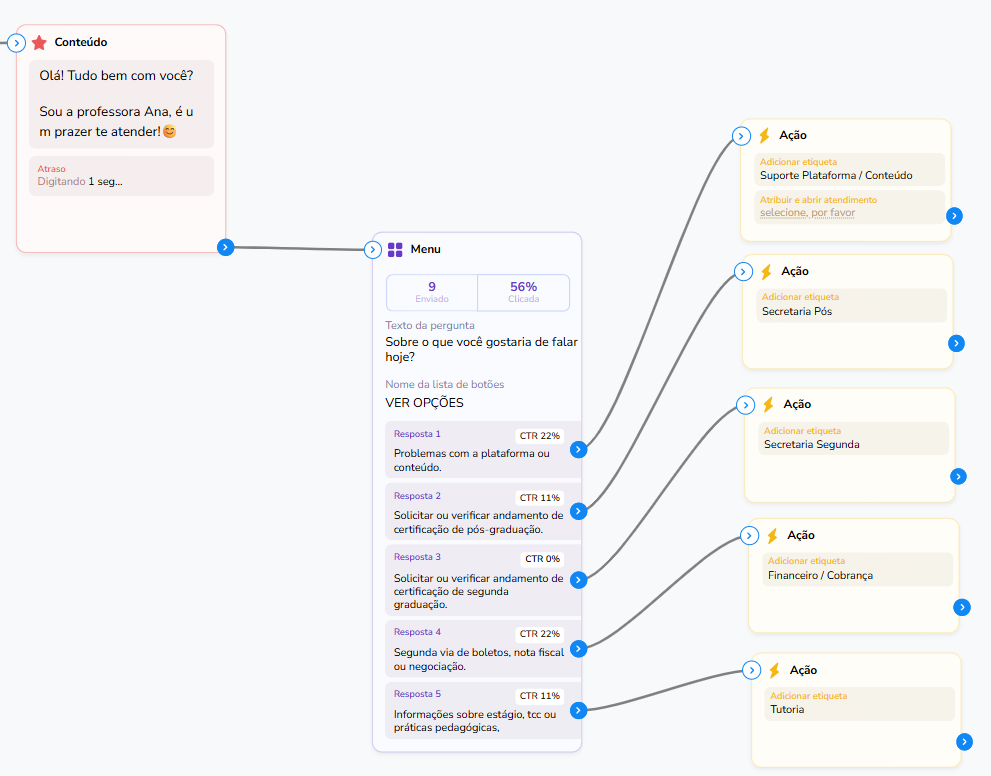 Conteúdo
Olá! Tudo bem com você?
Sou a professora Ana, é u
m prazer te atender!😊
Atraso
Digitando 1 seg...
Menu
9
Enviado
56%
Clicada
Texto da pergunta
Sobre o que você gostaria de falar
hoje?
Nome da lista de botões
VER OPÇÕES
Resposta 1
CTR 22%
Problemas com a plataforma ou
conteúdo.
Resposta 2
CTR 11%
Solicitar ou verificar andamento de
certificação de pós-graduação.
Resposta 3
CTR 0%
Solicitar ou verificar andamento de
certificação de segunda
graduação.
Resposta 4
CTR 22%
Segunda via de boletos, nota fiscal
ou negociação.
Resposta 5
CTR 11%
Informações sobre estágio, tcc ou
práticas pedagógicas,
Ação
Adicionar etiqueta
Suporte Plataforma / Conteúdo
Atribuir e abrir atendimento
selecione, por favor
Ação
Adicionar etiqueta
Secretaria Pós
Ação
Adicionar etiqueta
Secretaria Segunda
Ação
Adicionar etiqueta
Financeiro / Cobrança
Ação
Adicionar etiqueta
Tutoria